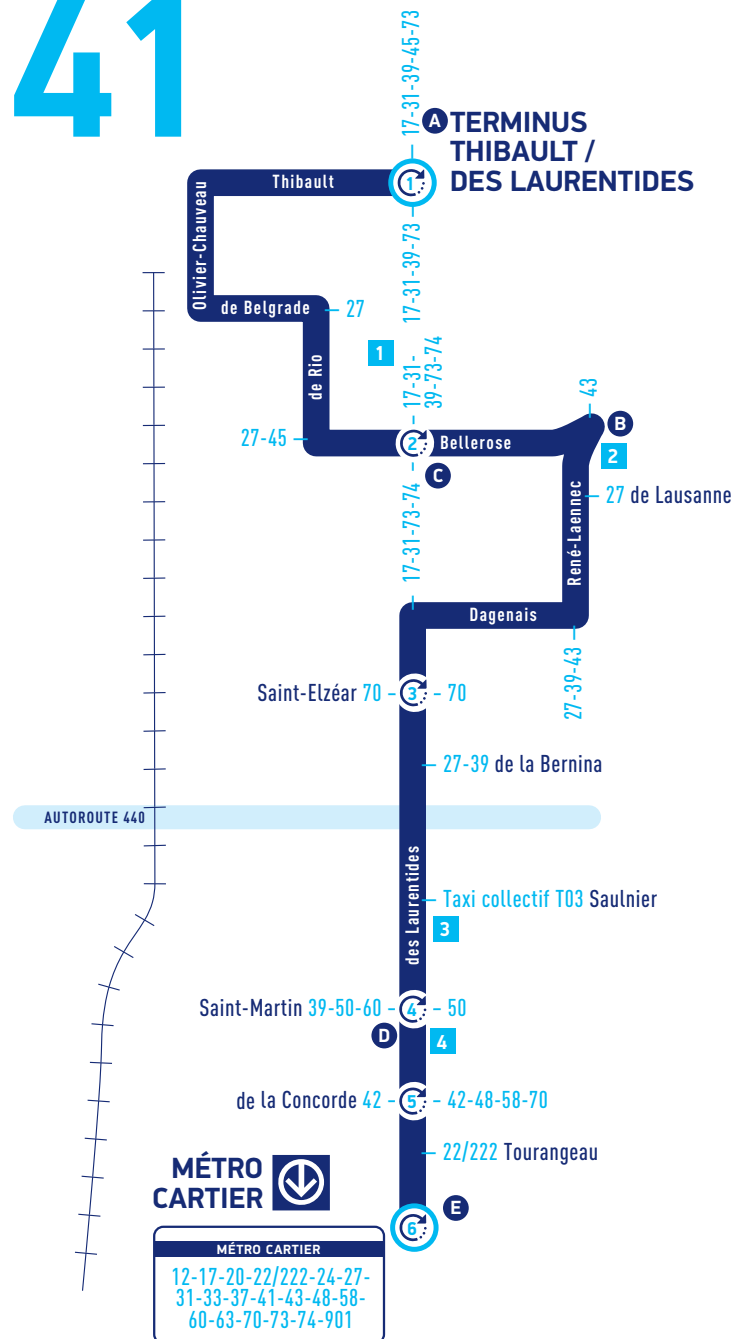 41
17-31-39-45-73
A TERMINUS
THIBAULT /
DES LAURENTIDES
Thibault
1
Olivier-Chauveau
17-31-39-73
de Belgrade
27
de Rio
1
17-31-
39-73-74
43
27-45
2
Bellerose
B
C
2
17-31-73-74
René-Laennec
27 de Lausanne
Dagenais
27-39-43
Saint-Elzéar 70
3
70
27-39 de la Bernina
AUTOROUTE 440
des Laurentides
Taxi collectif T03 Saulnier
3
Saint-Martin 39-50-60
4
50
D
4
de la Concorde 42
5
42-48-58-70
22/222 Tourangeau
MÉTRO
CARTIER
E
6
MÉTRO CARTIER
12-17-20-22/222-24-27-
31-33-37-41-43-48-58-
60-63-70-73-74-901